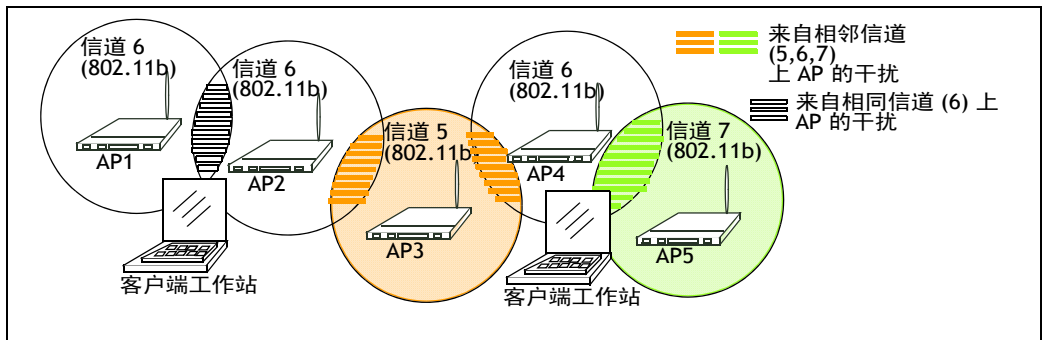 信道 6
(802.11b)
AP1
信道 6
(802.11b)
AP2
客户端工作站
信道 5
(802.11b
AP3
信道 6
(802.11b)
AP4
客户端工作站
信道 7
(802.11b)
AP5
来自相邻信道
(5,6,7)
上 AP 的干扰
来自相同信道 (6) 上
AP 的干扰